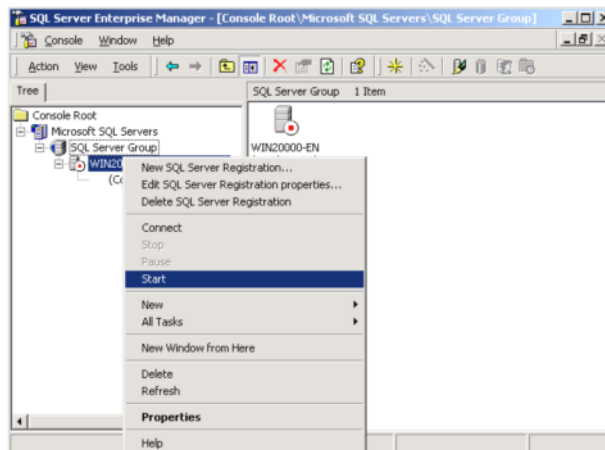 SQL Server Enterprise Manager - [Console Root\Microsoft SQL Servers\SQL Server Group]
Console Window Help
Action View Tools
Tree
SQL Server Group 1 Item
Console Root
Microsoft SQL Servers
SQL Server Group
WIN20
(Co
WIN20000-EN
New SQL Server Registration...
Edit SQL Server Registration properties...
Delete SQL Server Registration
Connect
Stop
Pause
Start
New
All Tasks
New Window from Here
Delete
Refresh
Properties
Help